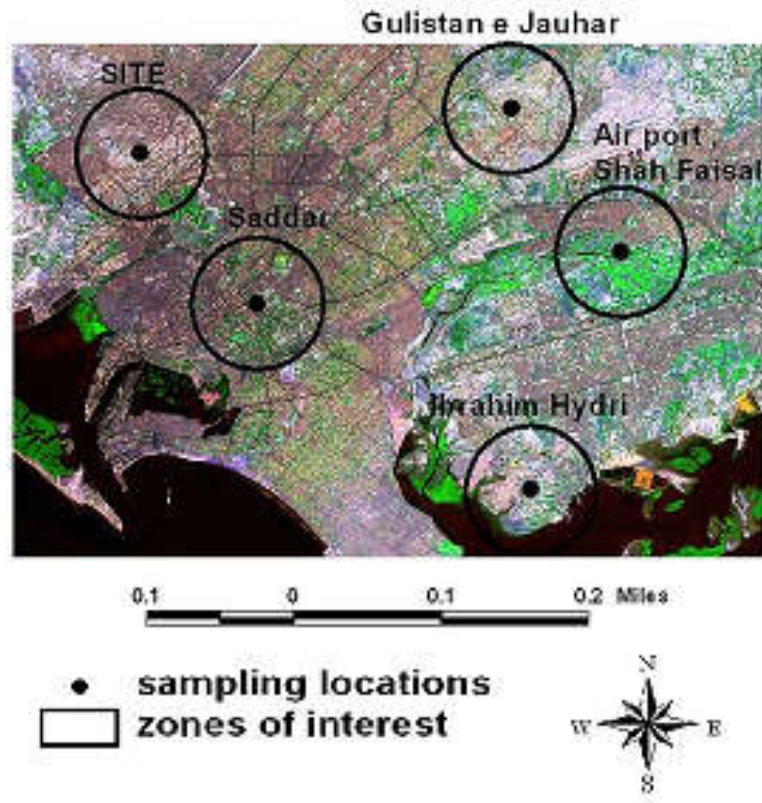 Gulistan e Jauhar
SITE
Air port ,
Shah Faisal
Saddar
Ibrahim Hydri
0.1 0 0.1 0.2 Miles
sampling locations
zones of interest
N
W E
S